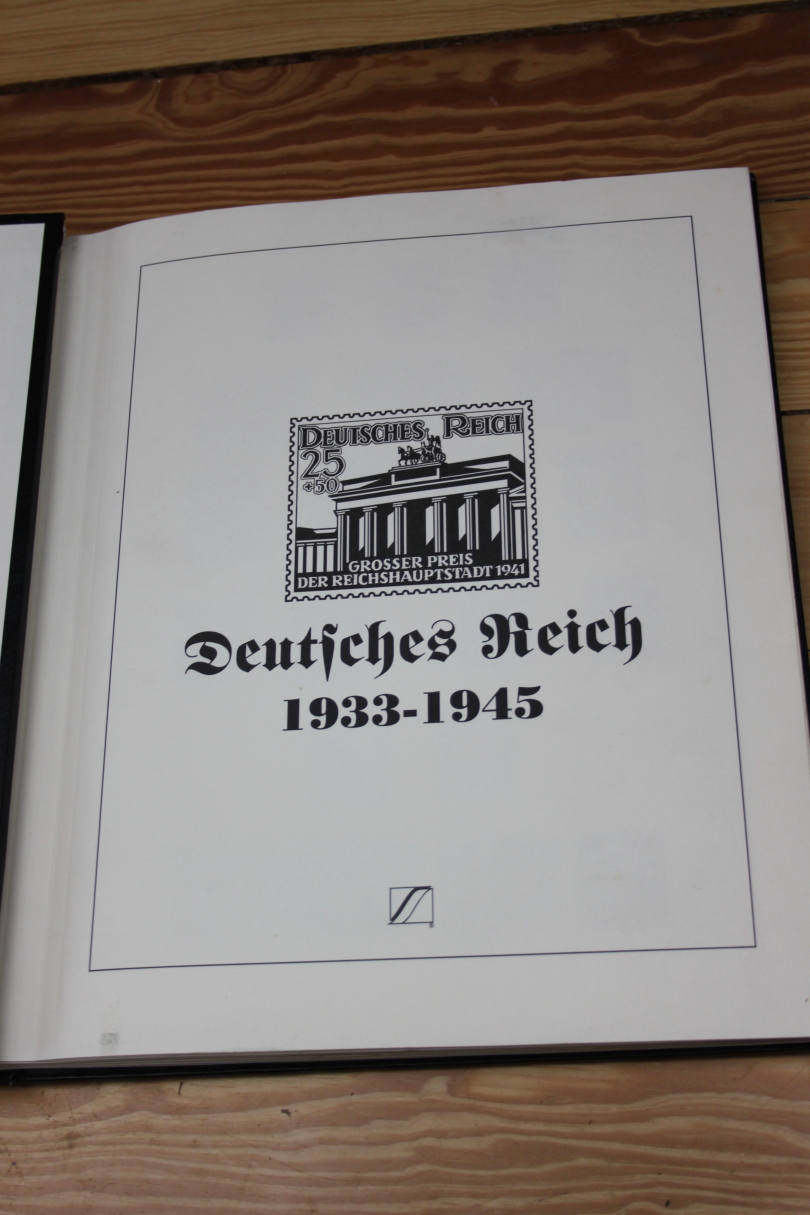 DEUTSCHES REICH
25
+50
GROSSER PREIS
DER REICHSHAUPTSTADT 1941
Deutſches Reich
1933-1945